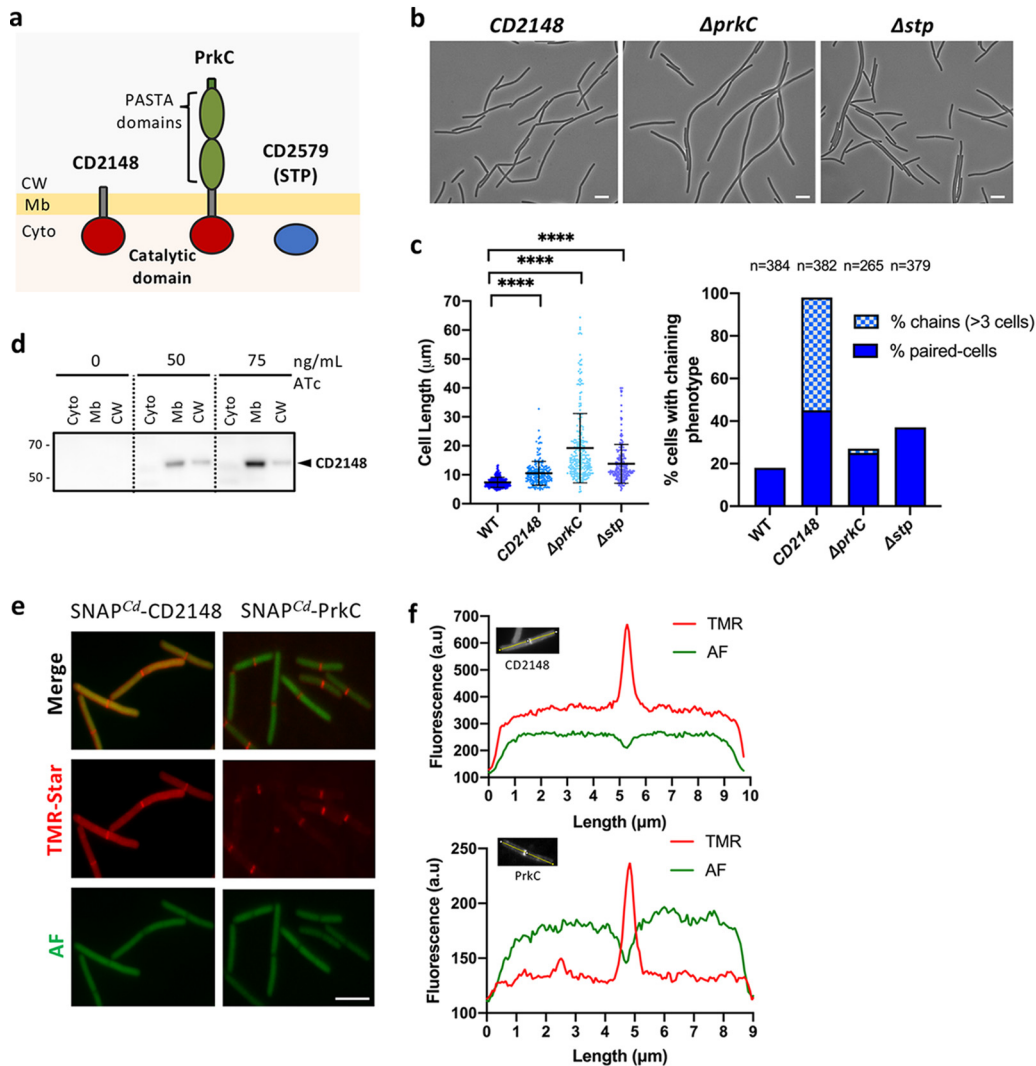 a
PrkC
PASTA
domains
CD2148
CD2579
(STP)
CW
Mb
Cyto
Catalytic
domain
b
CD2148
ΔprkC
Δstp
c
****
****
****
Cell Length (μm)
70
60
50
40
30
20
10
0
WT
CD2148
ΔprkC
Δstp
n=384
n=382
n=265
n=379
% cells with chaining
phenotype
100
80
60
40
20
0
% chains (>3 cells)
% paired-cells
WT
CD2148
ΔprkC
Δstp
d
0
50
75
ng/mL
ATc
Cyto
Mb
CW
Cyto
Mb
CW
Cyto
Mb
CW
70 -
50 -
CD2148
e
SNAPCd-CD2148
SNAPCd-PrkC
Merge
TMR-Star
AF
f
Fluorescence (a.u)
700
600
500
400
300
200
100
CD2148
TMR
AF
0 1 2 3 4 5 6 7 8 9 10
Length (μm)
Fluorescence (a.u)
250
200
150
100
PrkC
TMR
AF
0 1 2 3 4 5 6 7 8 9
Length (μm)